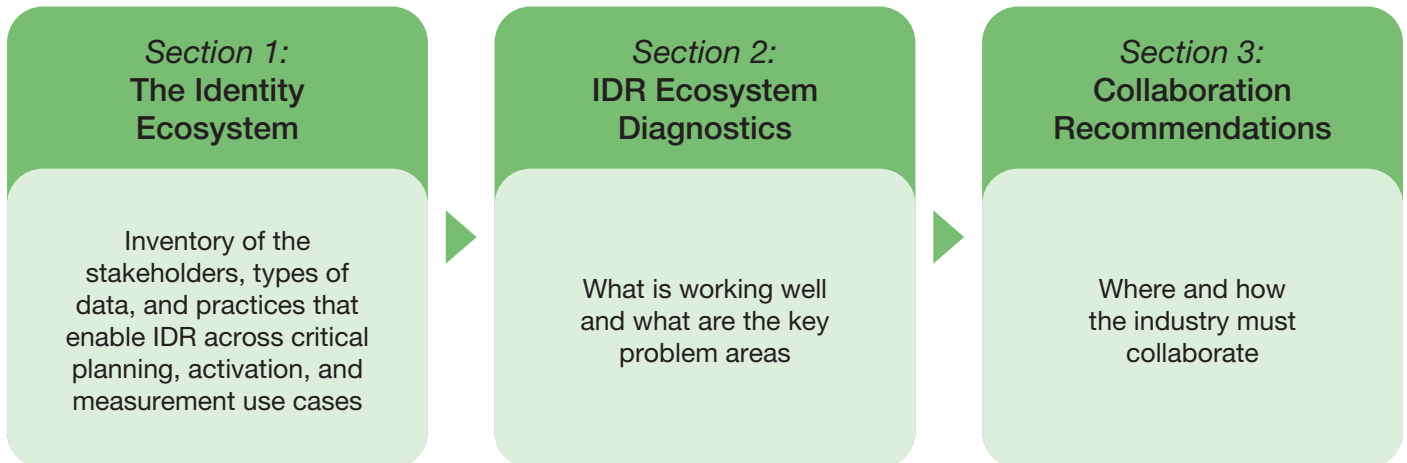 Section 1:
The Identity
Ecosystem
Inventory of the
stakeholders, types of
data, and practices that
enable IDR across critical
planning, activation, and
measurement use cases
Section 2:
IDR Ecosystem
Diagnostics
What is working well
and what are the key
problem areas
Section 3:
Collaboration
Recommendations
Where and how
the industry must
collaborate